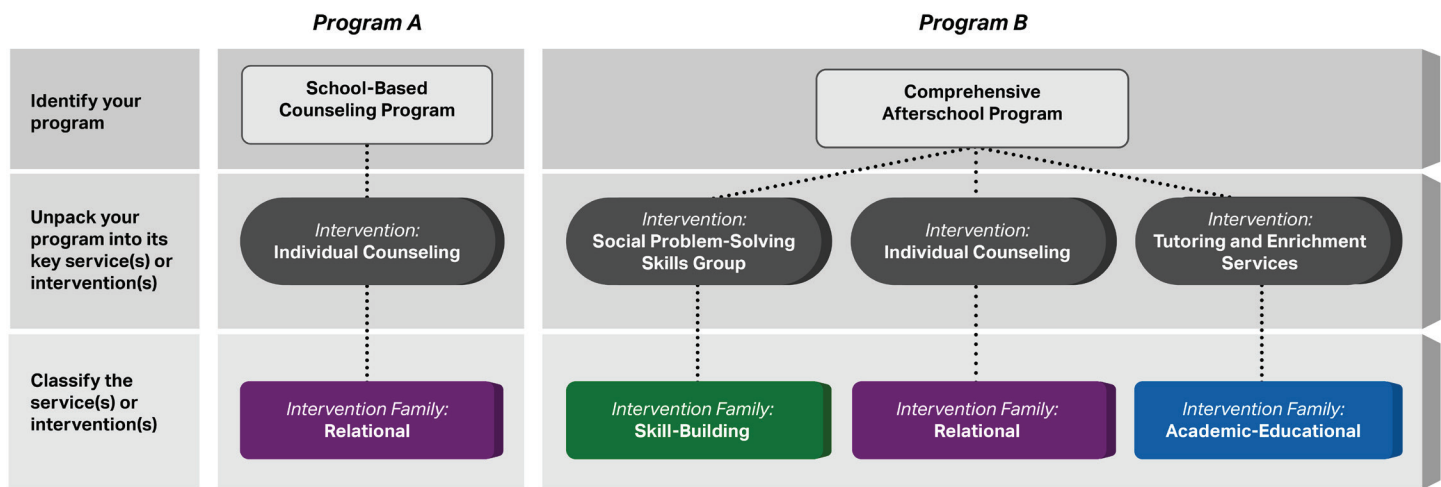 Program A
Program B
Identify your
program
School-Based
Counseling Program
Comprehensive
Afterschool Program
Unpack your
program into its
key service(s) or
intervention(s)
Intervention:
Individual Counseling
Intervention:
Social Problem-Solving
Skills Group
Intervention:
Individual Counseling
Intervention:
Tutoring and Enrichment
Services
Classify the
service(s) or
intervention(s)
Intervention Family:
Relational
Intervention Family:
Skill-Building
Intervention Family:
Relational
Intervention Family:
Academic-Educational